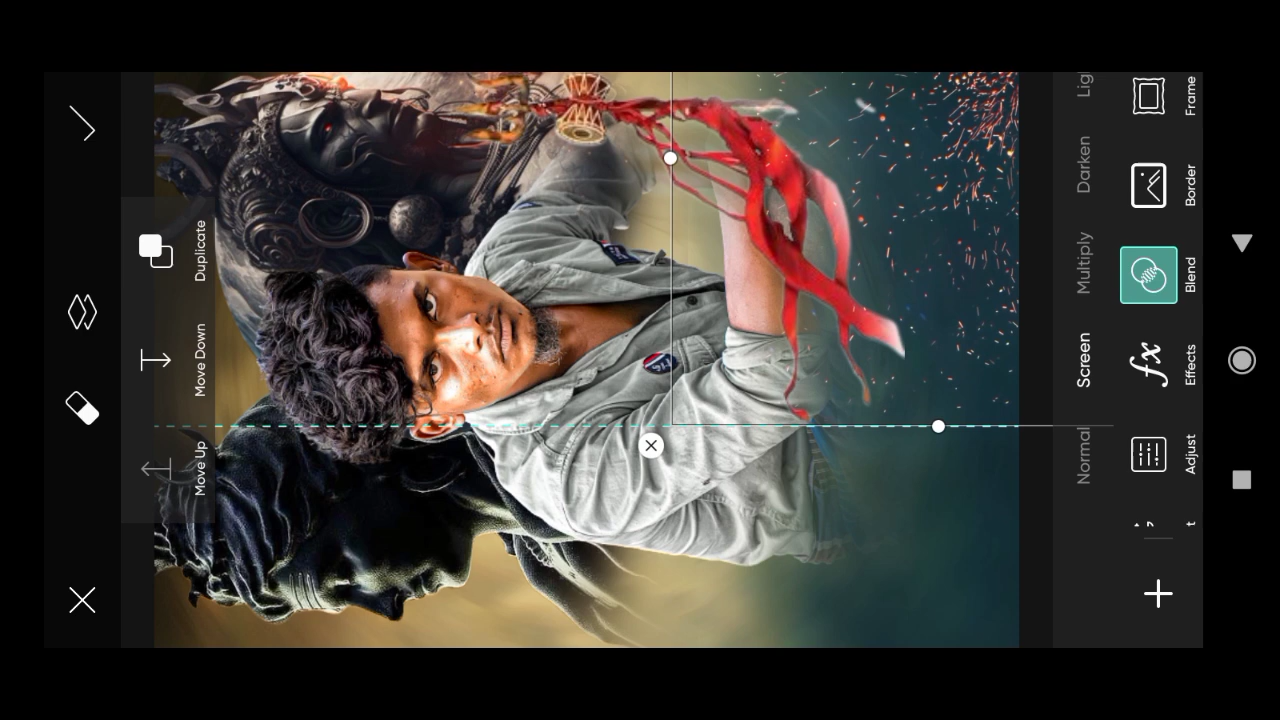 Duplicate
Move Down
Move Up
Normal
Screen
Multiply
Darken
Lig
t
Adjust
Effects
Blend
Border
Frame